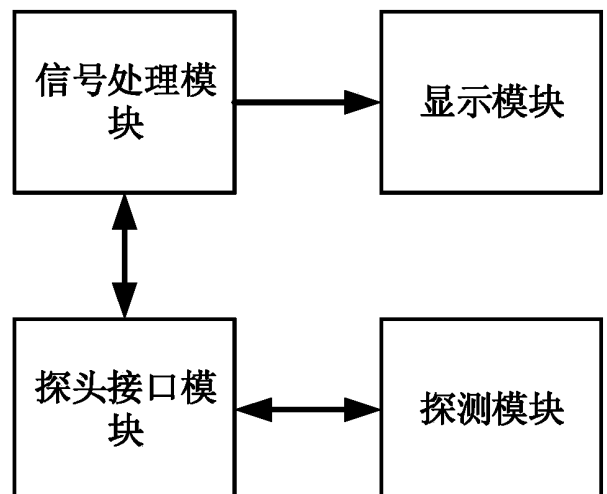 信号处理模
块
显示模块
探头接口模
块
探测模块